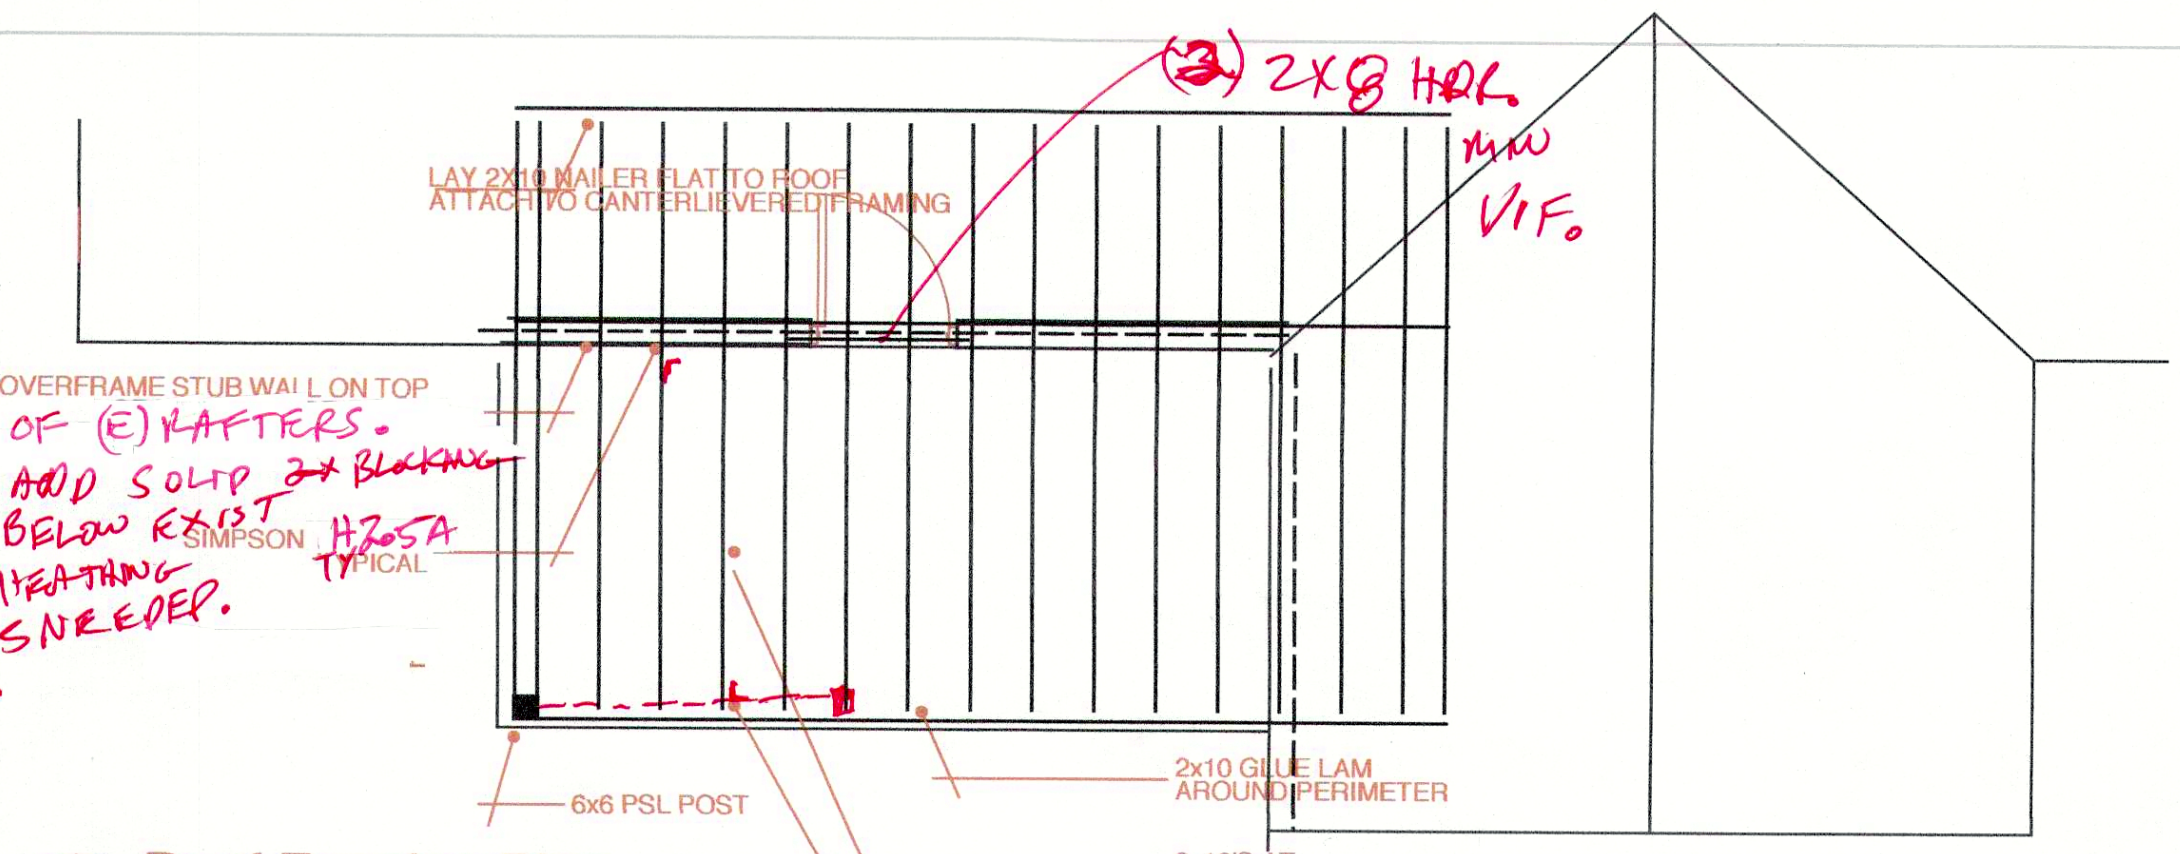 (3) 2X8 HDR.
MIN
VIF.
LAY 2X10 NAILER FLAT TO ROOF
ATTACH TO CANTERLIEVERED FRAMING
OVERFRAME STUB WALL ON TOP
OF (E) RAFTERS.
ADD SOLID 2X BLOCKING
BELOW EXIST
SIMPSON H2.5A
TYPICAL
HEATHING
S NEEDED.
2x10 GLUE LAM
AROUND PERIMETER
6x6 PSL POST